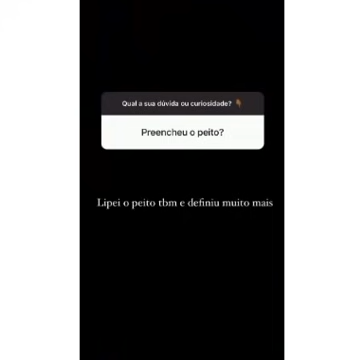 Qual a sua dúvida ou curiosidade? 👇🏾
Preencheu o peito?
Lipei o peito tbm e definiu muito mais